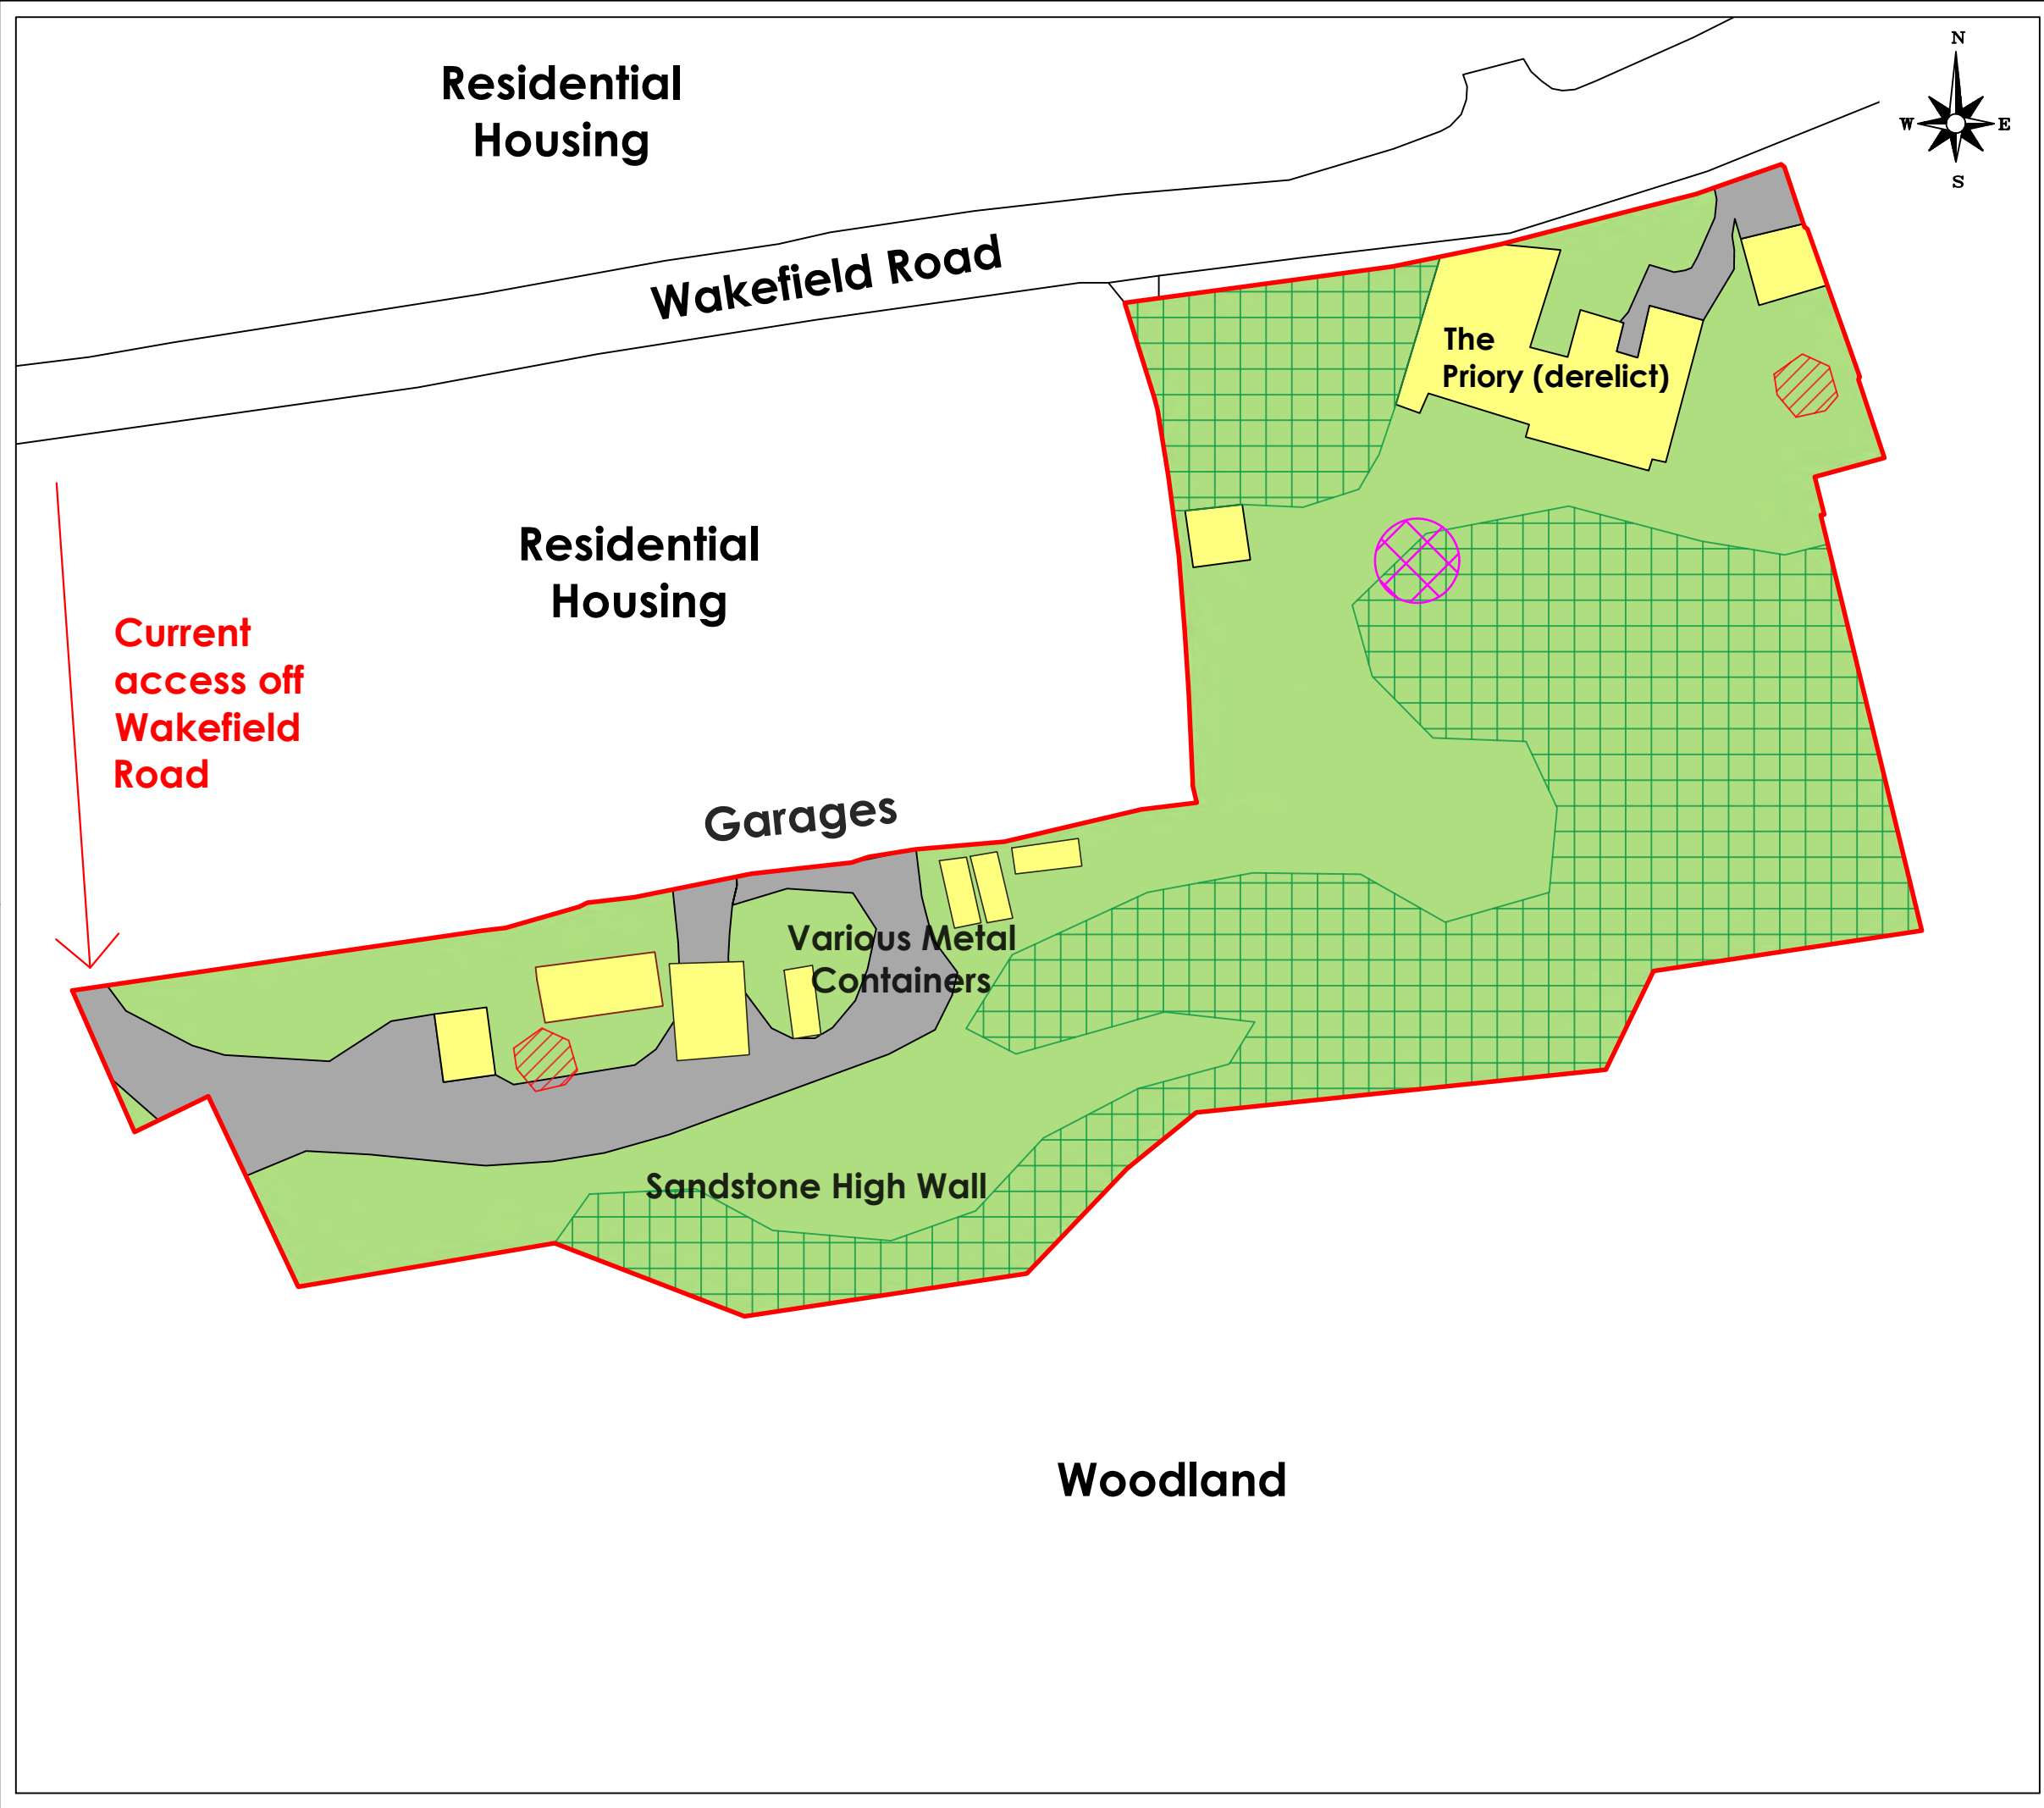 Residential
Housing
N
W
E
S
Wakefield Road
The
Priory (derelict)
Residential
Housing
Current
access off
Wakefield
Road
Garages
Various Metal
Containers
Sandstone High Wall
Woodland